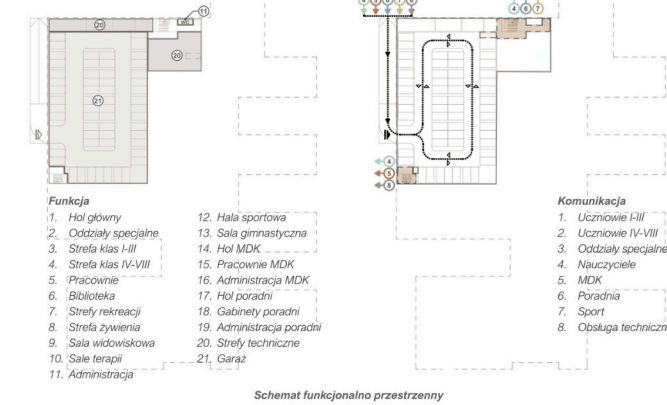 11
20
20
21
4 5 6 7 8
4 6 7
4
5
8
Funkcja
1. Hol główny
2. Oddziały specjalne
3. Strefa klas I-III
4. Strefa klas IV-VIII
5. Pracownie
6. Biblioteka
7. Strefy rekreacji
8. Strefa żywienia
9. Sala widowiskowa
10. Sale terapii
11. Administracja
12. Hala sportowa
13. Sala gimnastyczna
14. Hol MDK
15. Pracownie MDK
16. Administracja MDK
17. Hol poradni
18. Gabinety poradni
19. Administracja poradni
20. Strefy techniczne
21. Garaż
Komunikacja
1. Uczniowie I-III
2. Uczniowie IV-VIII
3. Oddziały specjalne
4. Nauczyciele
5. MDK
6. Poradnia
7. Sport
8. Obsługa techniczn
Schemat funkcjonalno przestrzenny